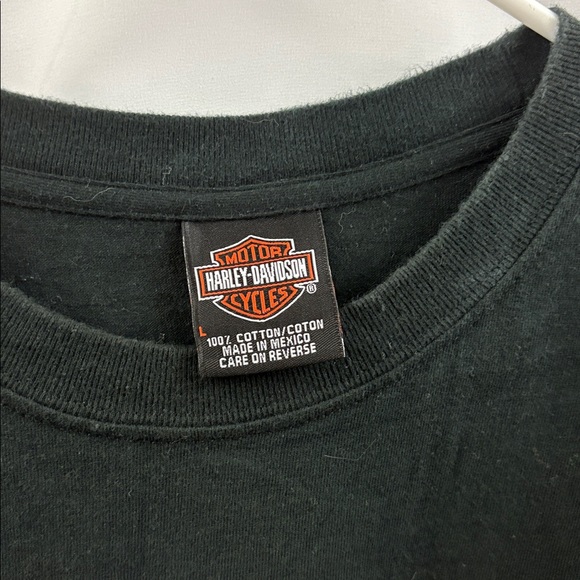 MOTOR
HARLEY-DAVIDSON
CYCLES
®
L
100% COTTON/COTON
MADE IN MEXICO
CARE ON REVERSE